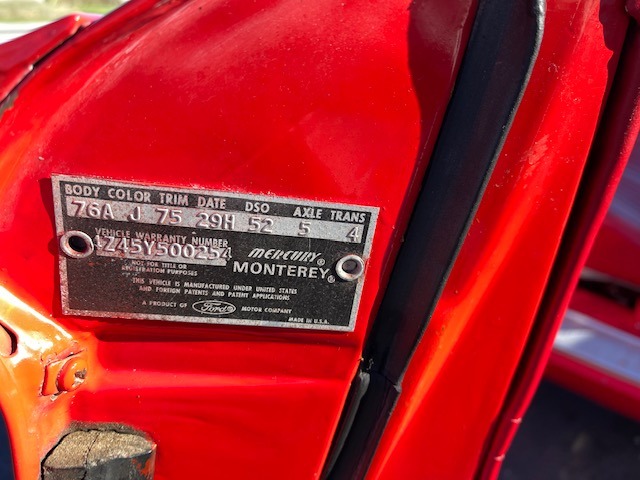 BODY COLOR TRIM DATE DSO AXLE TRANS
76A J 75 29H 52 5 4
VEHICLE WARRANTY NUMBER
4Z45Y500254
NOT FOR TITLE OR
REGISTRATION PURPOSES
MERCURY®
MONTEREY®
THIS VEHICLE IS MANUFACTURED UNDER UNITED STATES
AND FOREIGN PATENTS AND PATENT APPLICATIONS
A PRODUCT OF Ford MOTOR COMPANY
MADE IN U.S.A.